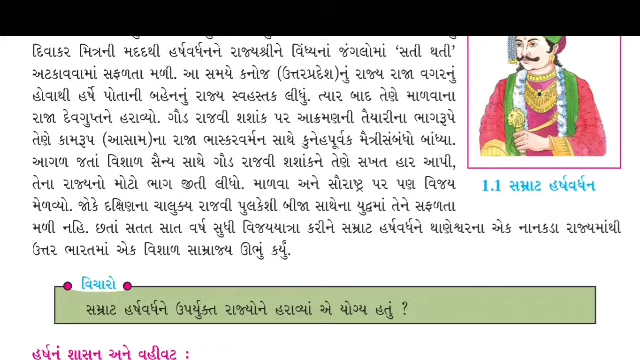 દિવાકર મિત્રની મદદથી હર્ષવર્ધનને રાજ્યશ્રીને વિંધ્યનાં જંગલોમાં ‘સતી થતી’
અટકાવવામાં સફળતા મળી. આ સમયે કનોજ (ઉત્તરપ્રદેશ)નું રાજ્ય રાજા વગરનું
હોવાથી હર્ષે પોતાની બહેનનું રાજ્ય સ્વહસ્તક લીધું. ત્યાર બાદ તેણે માળવાના
રાજા દેવગુપ્તને હરાવ્યો. ગૌડ રાજવી શશાંક પર આક્રમણની તૈયારીના ભાગરૂપે
તેણે કામરૂપ (આસામ)ના રાજા ભાસ્કરવર્મન સાથે કુનેહપૂર્વક મૈત્રીસંબંધો બાંધ્યા.
આગળ જતાં વિશાળ સૈન્ય સાથે ગૌડ રાજવી શશાંકને તેણે સખત હાર આપી,
તેના રાજ્યનો મોટો ભાગ જીતી લીધો. માળવા અને સૌરાષ્ટ્ર પર પણ વિજય
1.1 સમ્રાટ હર્ષવર્ધન
મેળવ્યો. જોકે દક્ષિણના ચાલુક્ય રાજવી પુલકેશી બીજા સાથેના યુદ્ધમાં તેને સફળતા
મળી નહિ. છતાં સતત સાત વર્ષ સુધી વિજયયાત્રા કરીને સમ્રાટ હર્ષવર્ધને થાણેશ્વરના એક નાનકડા રાજ્યમાંથી
ઉત્તર ભારતમાં એક વિશાળ સામ્રાજ્ય ઊભું કર્યું.
વિચારો
સમ્રાટ હર્ષવર્ધને ઉપર્યુક્ત રાજ્યોને હરાવ્યાં એ યોગ્ય હતું ?
હર્ષનું શાસન અને વહીવટ :